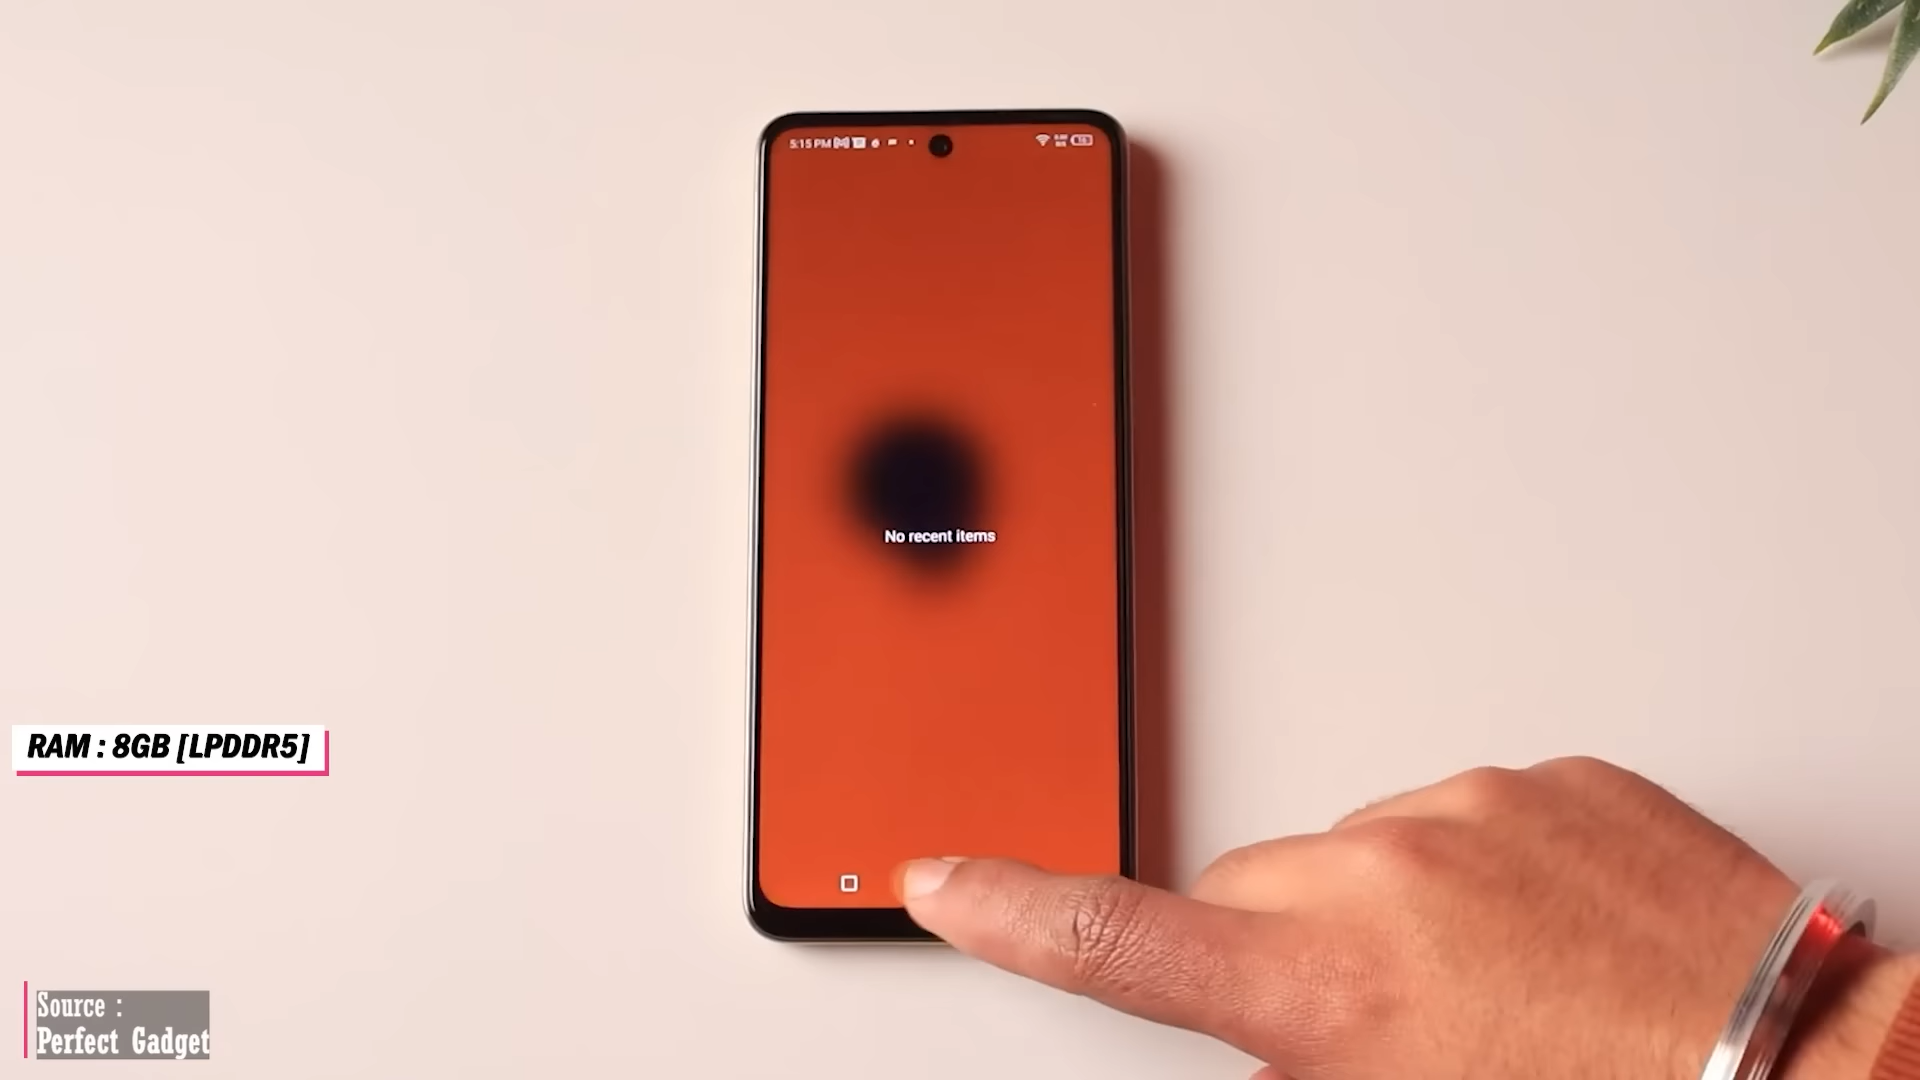 5:15 PM
No recent items
RAM : 8GB [LPDDR5]
Source :
Perfect Gadget